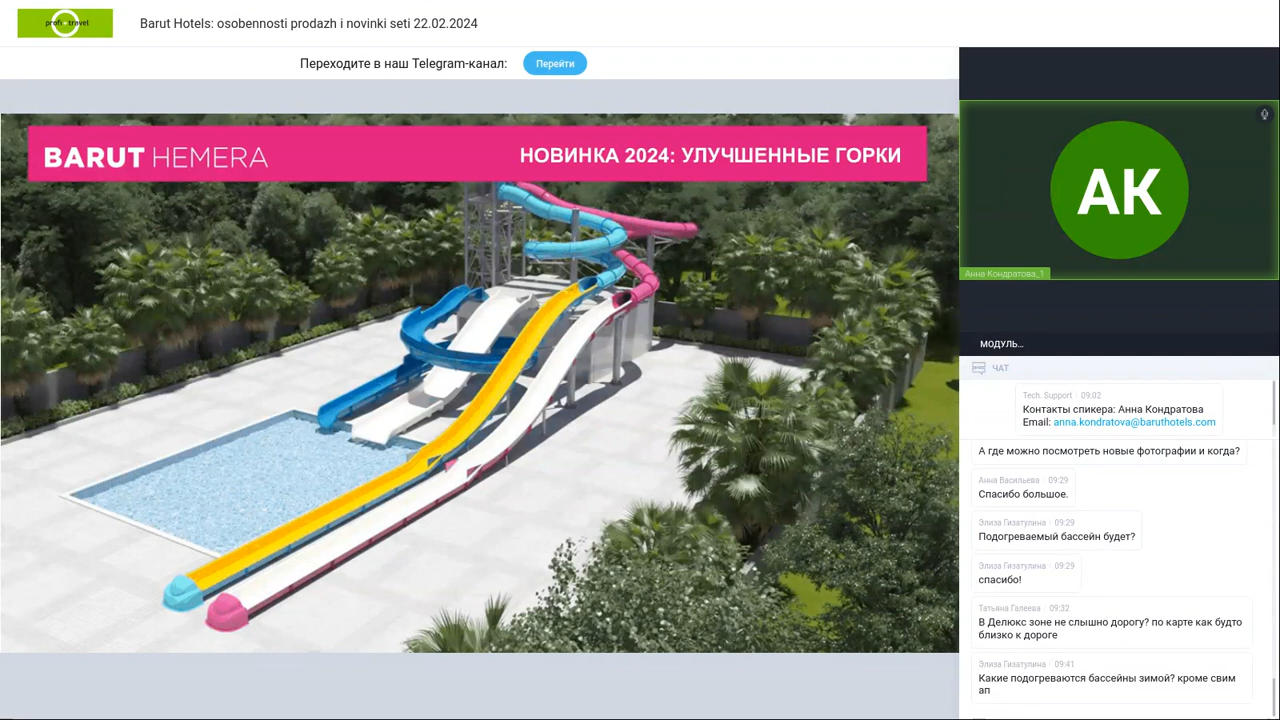 profi travel
Barut Hotels: osobennosti prodazh i novinki seti 22.02.2024
Переходите в наш Telegram-канал:
Перейти
BARUT HEMERA
НОВИНКА 2024: УЛУЧШЕННЫЕ ГОРКИ
АК
Анна Кондратова_1
МОДУЛЬ...
ЧАТ
Tech. Support 09:02
Контакты спикера: Анна Кондратова
Email: anna.kondratova@baruthotels.com
А где можно посмотреть новые фотографии и когда?
Анна Васильева 09:29
Спасибо большое.
Элиза Гизатулина 09:29
Подогреваемый бассейн будет?
Элиза Гизатулина 09:29
спасибо!
Татьяна Галеева 09:32
В Делюкс зоне не слышно дорогу? по карте как будто
близко к дороге
Элиза Гизатулина 09:41
Какие подогреваются бассейны зимой? кроме свим
ап